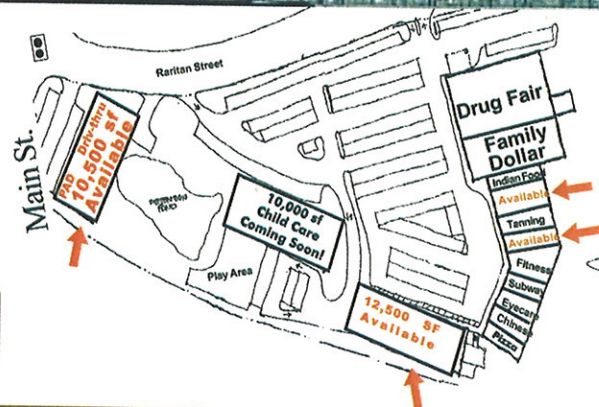 Raritan Street
Main St.
PAD Driv-thru
10,500 sf
Available
10,000 sf
Child Care
Coming Soon!
Play Area
12,500 SF
Available
Drug Fair
Family
Dollar
Indian Food
Available
Tanning
Available
Fitness
Subway
Eyecare
Chinese
Pizza